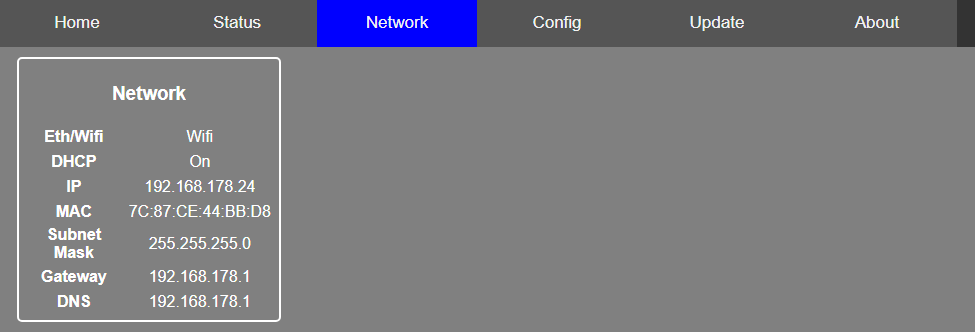 Home Status Network Config Update About
Network
Eth/Wifi Wifi
DHCP On
IP 192.168.178.24
MAC 7C:87:CE:44:BB:D8
Subnet
Mask 255.255.255.0
Gateway 192.168.178.1
DNS 192.168.178.1